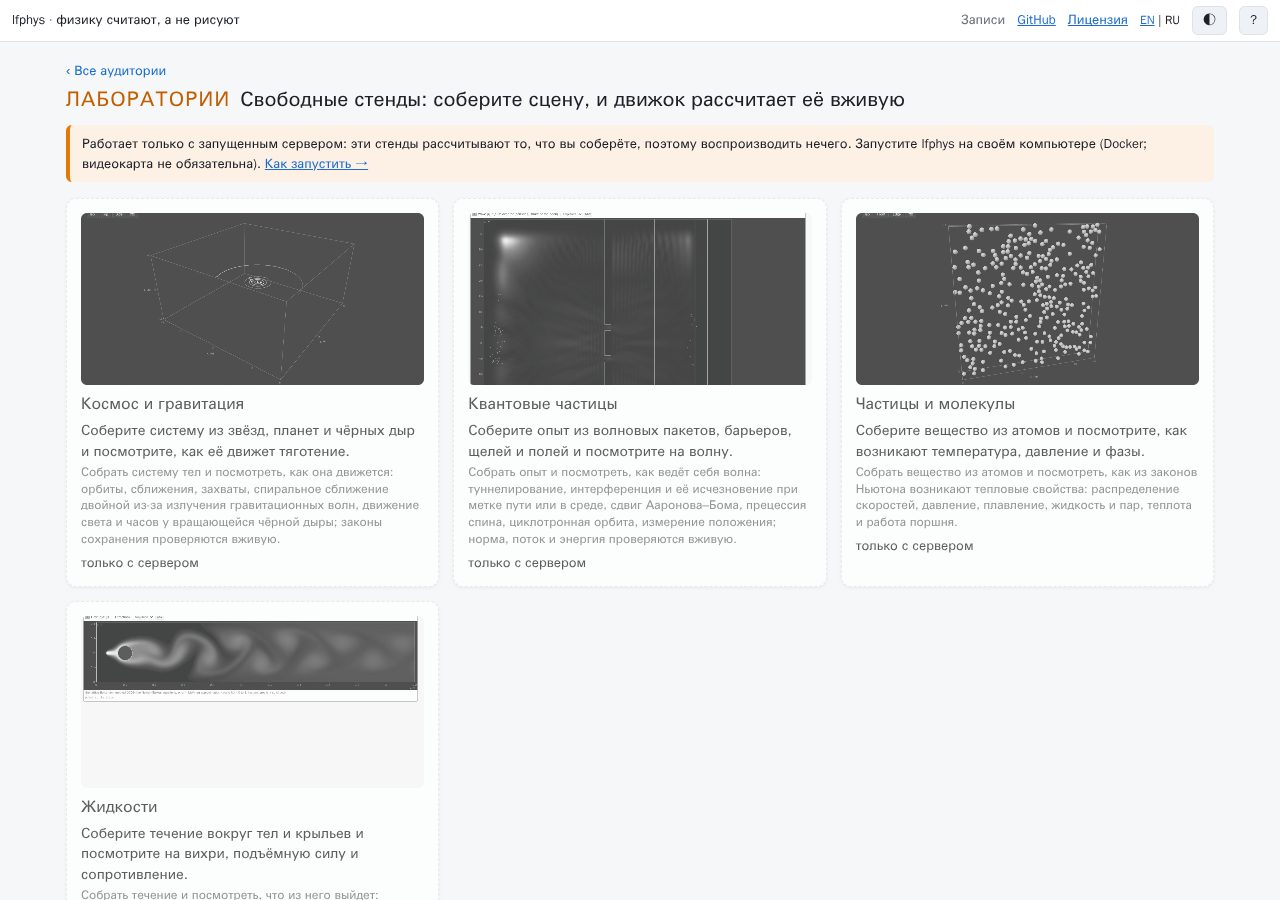 lfphys · физику считают, а не рисуют
Записи GitHub Лицензия EN | RU ?
‹ Все аудитории
ЛАБОРАТОРИИ Свободные стенды: соберите сцену, и движок рассчитает её вживую
Работает только с запущенным сервером: эти стенды рассчитывают то, что вы соберёте, поэтому воспроизводить нечего. Запустите lfphys на своём компьютере (Docker;
видеокарта не обязательна). Как запустить →
Космос и гравитация
Соберите систему из звёзд, планет и чёрных дыр
и посмотрите, как её движет тяготение.
Собрать систему тел и посмотреть, как она движется:
орбиты, сближения, захваты, спиральное сближение
двойной из-за излучения гравитационных волн, движение
света и часов у вращающейся чёрной дыры; законы
сохранения проверяются вживую.
только с сервером
Квантовые частицы
Соберите опыт из волновых пакетов, барьеров,
щелей и полей и посмотрите на волну.
Собрать опыт и посмотреть, как ведёт себя волна:
туннелирование, интерференция и её исчезновение при
метке пути или в среде, сдвиг Ааронова–Бома, прецессия
спина, циклотронная орбита, измерение положения;
норма, поток и энергия проверяются вживую.
только с сервером
Частицы и молекулы
Соберите вещество из атомов и посмотрите, как
возникают температура, давление и фазы.
Собрать вещество из атомов и посмотреть, как из законов
Ньютона возникают тепловые свойства: распределение
скоростей, давление, плавление, жидкость и пар, теплота
и работа поршня.
только с сервером
Жидкости
Соберите течение вокруг тел и крыльев и
посмотрите на вихри, подъёмную силу и
сопротивление.
Собрать течение и посмотреть, что из него выйдет: